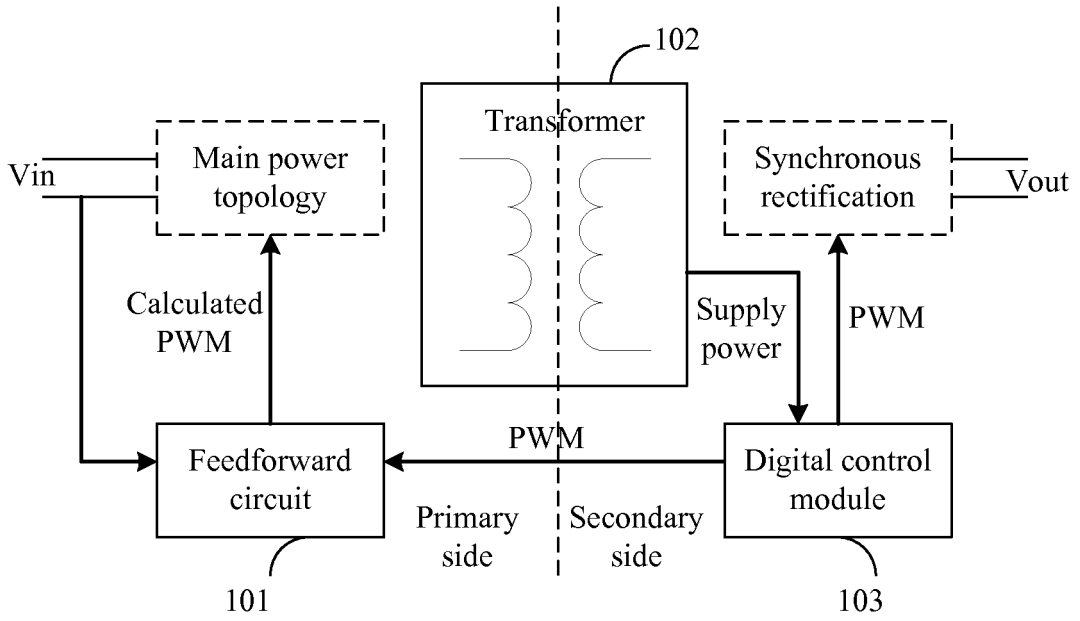 102
Transformer
Main power
topology
Synchronous
rectification
Vin
Vout
Calculated
PWM
Supply
power
PWM
PWM
Feedforward
circuit
Digital control
module
Primary
side
Secondary
side
101
103